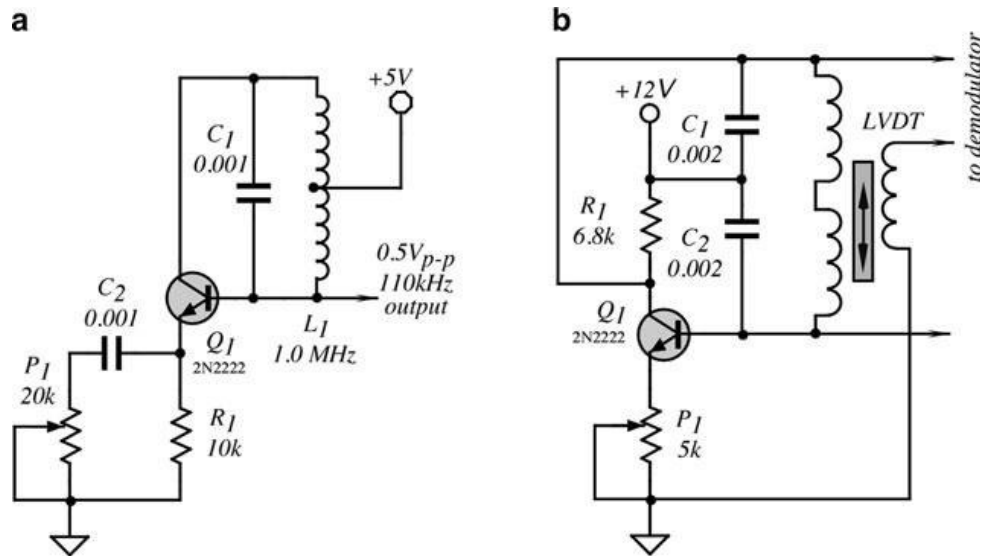 a
+5V
C1
0.001
0.5Vp-p
110kHz
output
C2
0.001
Q1
2N2222
L1
1.0 MHz
P1
20k
R1
10k
b
+12V
C1
0.002
LVDT
to demodulator
R1
6.8k
C2
0.002
Q1
2N2222
P1
5k